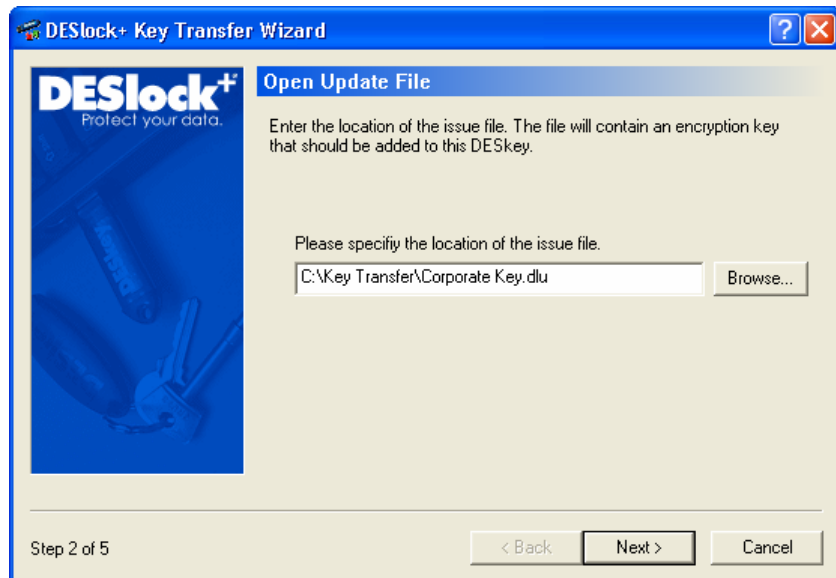 DESlock+ Key Transfer Wizard
DESlock+
Protect your data.
Open Update File
Enter the location of the issue file. The file will contain an encryption key
that should be added to this DESkey.
Please specifiy the location of the issue file.
C:\Key Transfer\Corporate Key.dlu
Browse...
Step 2 of 5
< Back
Next >
Cancel